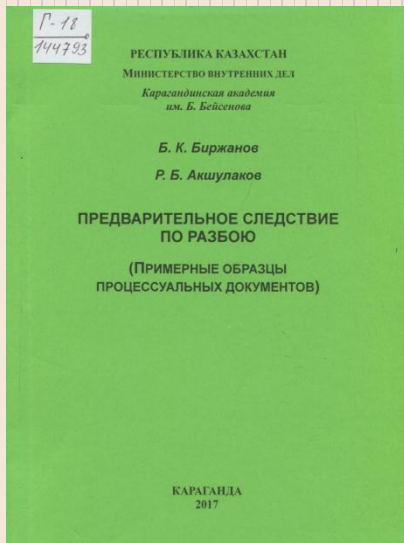 Г-18
144793
РЕСПУБЛИКА КАЗАХСТАН
МИНИСТЕРСТВО ВНУТРЕННИХ ДЕЛ
Карагандинская академия
им. Б. Бейсенова
Б. К. Биржанов
Р. Б. Акшулаков
ПРЕДВАРИТЕЛЬНОЕ СЛЕДСТВИЕ
ПО РАЗБОЮ
(ПРИМЕРНЫЕ ОБРАЗЦЫ
ПРОЦЕССУАЛЬНЫХ ДОКУМЕНТОВ)
КАРАГАНДА
2017